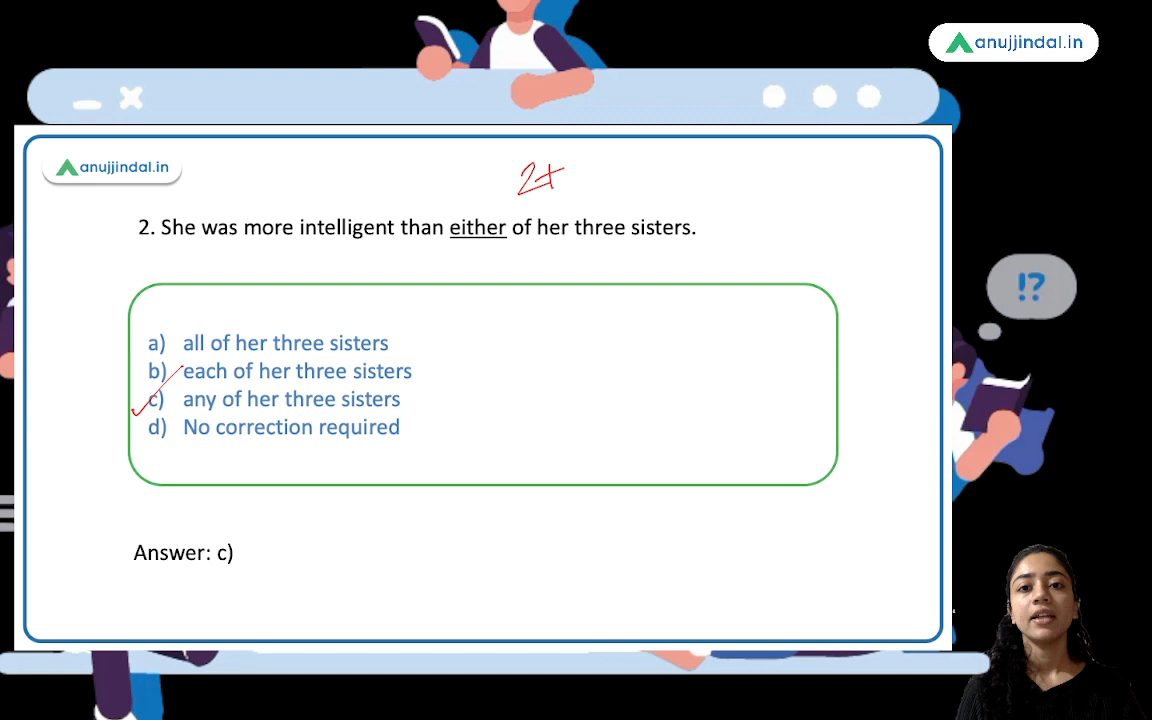 anujjindal.in
!?
anujjindal.in
2+
2. She was more intelligent than either of her three sisters.
a) all of her three sisters
b) each of her three sisters
c) any of her three sisters
d) No correction required
Answer: c)